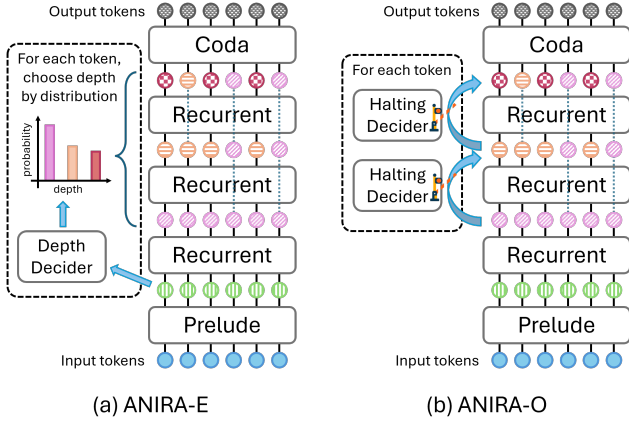 Output tokens
Coda
For each token,
choose depth
by distribution
probability
depth
Recurrent
Recurrent
Depth
Decider
Recurrent
Prelude
Input tokens
(a) ANIRA-E
Output tokens
Coda
For each token
Halting
Decider
Recurrent
Halting
Decider
Recurrent
Recurrent
Prelude
Input tokens
(b) ANIRA-O